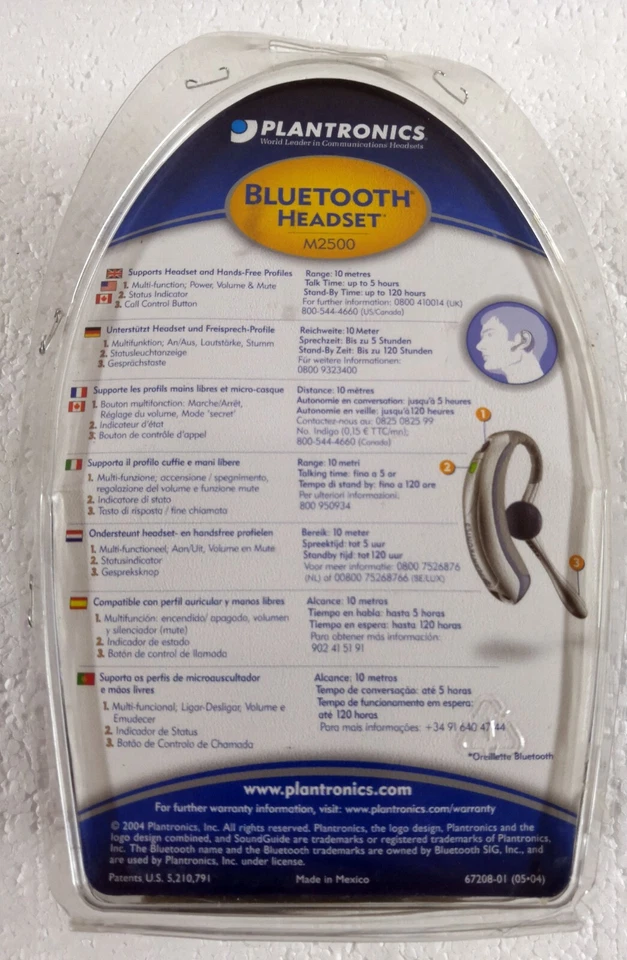 PLANTRONICS
World Leader in Communications Headsets
BLUETOOTH®
HEADSET*
M2500
Supports Headset and Hands-Free Profiles
1. Multi-function; Power, Volume & Mute
2. Status Indicator
3. Call Control Button
Range: 10 metres
Talk Time: up to 5 hours
Stand-By Time: up to 120 hours
For further information: 0800 410014 (UK)
800-544-4660 (US/Canada)
Unterstützt Headset und Freisprech-Profile
1. Multifunktion; An/Aus, Lautstärke, Stumm
2. Statusleuchtanzeige
3. Gesprächstaste
Reichweite: 10 Meter
Sprechzeit: Bis zu 5 Stunden
Stand-By Zeit: Bis zu 120 Stunden
Für weitere Informationen:
0800 9323400
Supporte les profils mains libres et micro-casque
1. Bouton multifonction: Marche/Arrêt,
Réglage du volume, Mode 'secret'
2. Indicateur d'état
3. Bouton de contrôle d'appel
Distance: 10 mètres
Autonomie en conversation: jusqu'à 5 heures
Autonomie en veille: jusqu'à 120 heures
Contactez-nous au: 0825 0825 99
No. Indigo (0,15 € TTC/mn);
800-544-4660 (Canada)
Supporta il profilo cuffie e mani libere
1. Multi-funzione; accensione / spegnimento,
regolazione del volume e funzione mute
2. Indicatore di stato
3. Tasto di risposta / fine chiamata
Range: 10 metri
Talking time: fino a 5 or
Tempo di stand by: fino a 120 ore
Per ulteriori informazioni:
800 950934
Ondersteunt headset- en handsfree profielen
1. Multi-functioneel, Aan/Uit, Volume en Mute
2. Statusindicator
3. Gespreksknop
Bereik: 10 meter
Spreektijd: tot 5 uur
Standby tijd: tot 120 uur
Voor meer informatie: 0800 7526876
(NL) of 00800 75268766 (BE/LUX)
Compatible con perfil auricular y manos libres
1. Multifunción: encendido/ apagado, volumen
y silenciador (mute)
2. Indicador de estado
3. Botón de control de llamada
Alcance: 10 metros
Tiempo en habla: hasta 5 horas
Tiempo en espera: hasta 120 horas
Para obtener más información:
902 41 51 91
Suporta os perfis de microauscultador
e mãos livres
1. Multi-funcional; Ligar-Desligar, Volume e
Emudecer
2. Indicador de Status
3. Botão de Controlo de Chamada
Alcance: 10 metros
Tempo de conversação: até 5 horas
Tempo de funcionamento em espera:
até 120 horas
Para mais informações: +34 91 640 47 44
1
2
3
*Oreillette Bluetooth
www.plantronics.com
For further warranty information, visit: www.plantronics.com/warranty
© 2004 Plantronics, Inc. All rights reserved. Plantronics, the logo design, Plantronics and the
logo design combined, and SoundGuide are trademarks or registered trademarks of Plantronics,
Inc. The Bluetooth name and the Bluetooth trademarks are owned by Bluetooth SIG, Inc., and
are used by Plantronics, Inc. under license.
Patents U.S. 5,210,791
Made in Mexico
67208-01 (05•04)